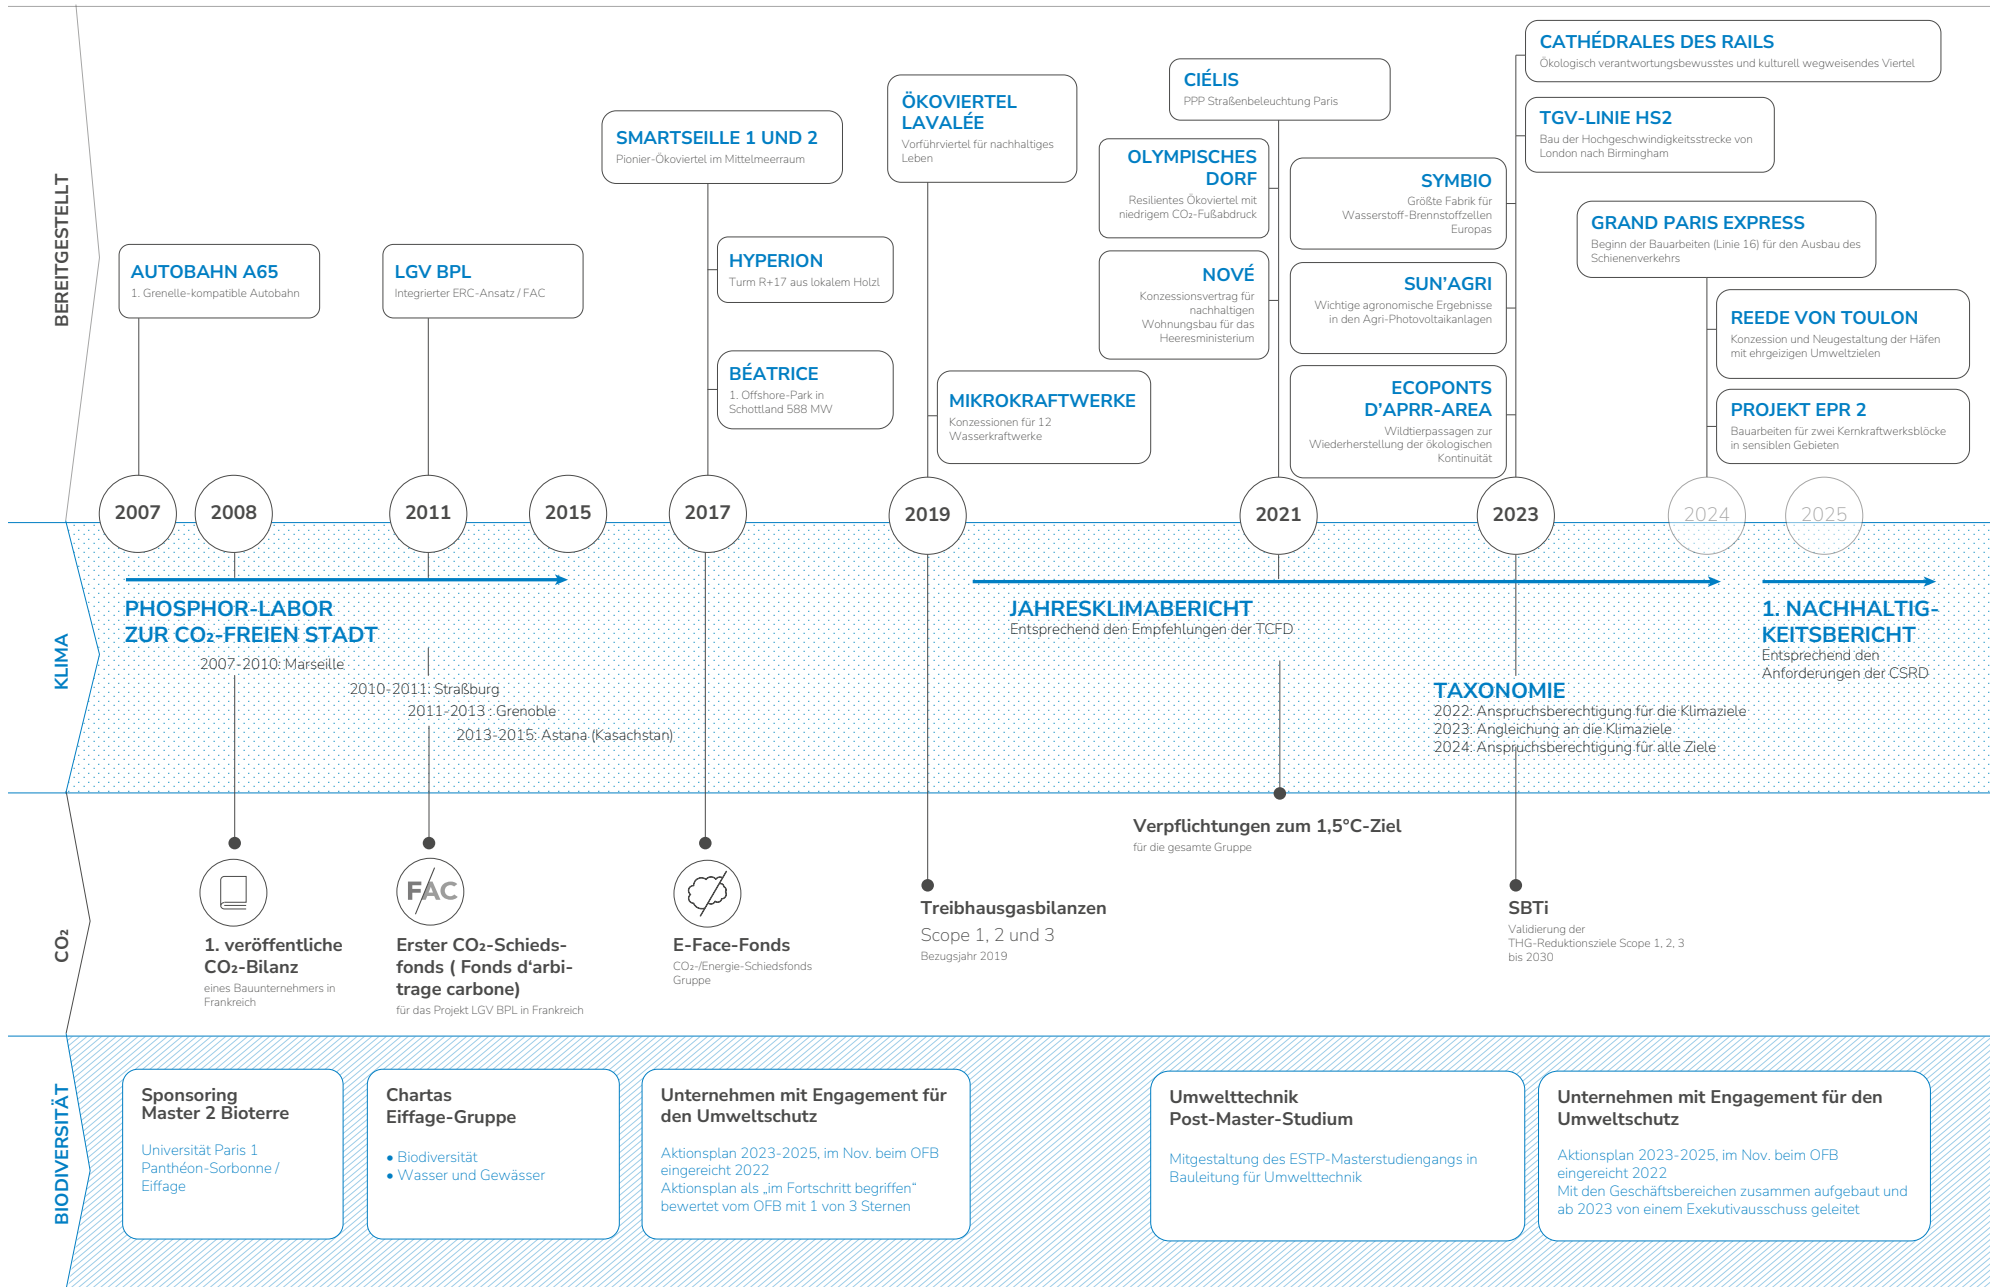 BEREITGESTELLT
AUTOBAHN A65
1. Grenelle-kompatible Autobahn
LGV BPL
Integrierter ERC-Ansatz / FAC
SMARTSEILLE 1 UND 2
Pionier-Ökoviertel im Mittelmeerraum
HYPERION
Turm R+17 aus lokalem Holzl
BÉATRICE
1. Offshore-Park in
Schottland 588 MW
ÖKOVIERTEL
LAVALÉE
Vorführviertel für nachhaltiges
Leben
MIKROKRAFTWERKE
Konzessionen für 12
Wasserkraftwerke
CIÉLIS
PPP Straßenbeleuchtung Paris
OLYMPISCHES
DORF
Resilientes Ökoviertel mit
niedrigem CO₂-Fußabdruck
NOVÉ
Konzessionsvertrag für
nachhaltigen
Wohnungsbau für das
Heeresministerium
CATHÉDRALES DES RAILS
Ökologisch verantwortungsbewusstes und kulturell wegweisendes Viertel
TGV-LINIE HS2
Bau der Hochgeschwindigkeitsstrecke von
London nach Birmingham
SYMBIO
Größte Fabrik für
Wasserstoff-Brennstoffzellen
Europas
SUN’AGRI
Wichtige agronomische Ergebnisse
in den Agri-Photovoltaikanlagen
ECOPONTS
D’APRR-AREA
Wildtierpassagen zur
Wiederherstellung der ökologischen
Kontinuität
GRAND PARIS EXPRESS
Beginn der Bauarbeiten (Linie 16) für den Ausbau des
Schienenverkehrs
REEDE VON TOULON
Konzession und Neugestaltung der Häfen
mit ehrgeizigen Umweltzielen
PROJEKT EPR 2
Bauarbeiten für zwei Kernkraftwerksblöcke
in sensiblen Gebieten
2007
2008
2011
2015
2017
2019
2021
2023
2024
2025
KLIMA
PHOSPHOR-LABOR
ZUR CO₂-FREIEN STADT
2007-2010: Marseille
2010-2011: Straßburg
2011-2013 : Grenoble
2013-2015: Astana (Kasachstan)
JAHRESKLIMABERICHT
Entsprechend den Empfehlungen der TCFD
TAXONOMIE
2022: Anspruchsberechtigung für die Klimaziele
2023: Angleichung an die Klimaziele
2024: Anspruchsberechtigung für alle Ziele
1. NACHHALTIG-
KEITSBERICHT
Entsprechend den
Anforderungen der CSRD
CO₂
1. veröffentliche
CO₂-Bilanz
eines Bauunternehmers in
Frankreich
FAC
Erster CO₂-Schieds-
fonds ( Fonds d‘arbi-
trage carbone)
für das Projekt LGV BPL in Frankreich
E-Face-Fonds
CO₂-/Energie-Schiedsfonds
Gruppe
Treibhausgasbilanzen
Scope 1, 2 und 3
Bezugsjahr 2019
Verpflichtungen zum 1,5°C-Ziel
für die gesamte Gruppe
SBTi
Validierung der
THG-Reduktionsziele Scope 1, 2, 3
bis 2030
BIODIVERSITÄT
Sponsoring
Master 2 Bioterre
Universität Paris 1
Panthéon-Sorbonne /
Eiffage
Chartas
Eiffage-Gruppe
• Biodiversität
• Wasser und Gewässer
Unternehmen mit Engagement für
den Umweltschutz
Aktionsplan 2023-2025, im Nov. beim OFB
eingereicht 2022
Aktionsplan als „im Fortschritt begriffen“
bewertet vom OFB mit 1 von 3 Sternen
Umwelttechnik
Post-Master-Studium
Mitgestaltung des ESTP-Masterstudiengangs in
Bauleitung für Umwelttechnik
Unternehmen mit Engagement für den
Umweltschutz
Aktionsplan 2023-2025, im Nov. beim OFB
eingereicht 2022
Mit den Geschäftsbereichen zusammen aufgebaut und
ab 2023 von einem Exekutivausschuss geleitet